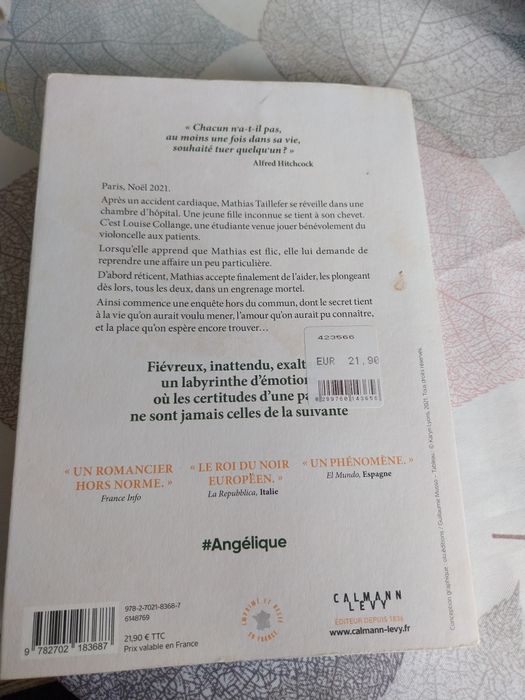 « Chacun n'a-t-il pas,
au moins une fois dans sa vie,
souhaité tuer quelqu'un ? »
Alfred Hitchcock
Paris, Noël 2021.
Après un accident cardiaque, Mathias Taillefer se réveille dans une
chambre d'hôpital. Une jeune fille inconnue se tient à son chevet.
C'est Louise Collange, une étudiante venue jouer bénévolement du
violoncelle aux patients.
Lorsqu'elle apprend que Mathias est flic, elle lui demande de
reprendre une affaire un peu particulière.
D'abord réticent, Mathias accepte finalement de l'aider, les plongeant
dès lors, tous les deux, dans un engrenage mortel.
Ainsi commence une enquête hors du commun, dont le secret tient
à la vie qu'on aurait voulu mener, l'amour qu'on aurait pu connaître,
et la place qu'on espère encore trouver…
423566
EUR 21,90
Fiévreux, inattendu, exalt
un labyrinthe d'émotion
où les certitudes d'une pa
ne sont jamais celles de la suivante
« UN ROMANCIER
HORS NORME. »
France Info
« LE ROI DU NOIR
EUROPÉEN. »
La Repubblica, Italie
« UN PHÉNOMÈNE. »
El Mundo, Espagne
#Angélique
978-2-7021-8368-7
6148769
9 782702 183687
21,90 € TTC
Prix valable en France
IMPRIMÉ ET RELIÉ
EN FRANCE
CALMANN
LEVY
ÉDITEUR DEPUIS 1836
www.calmann-levy.fr